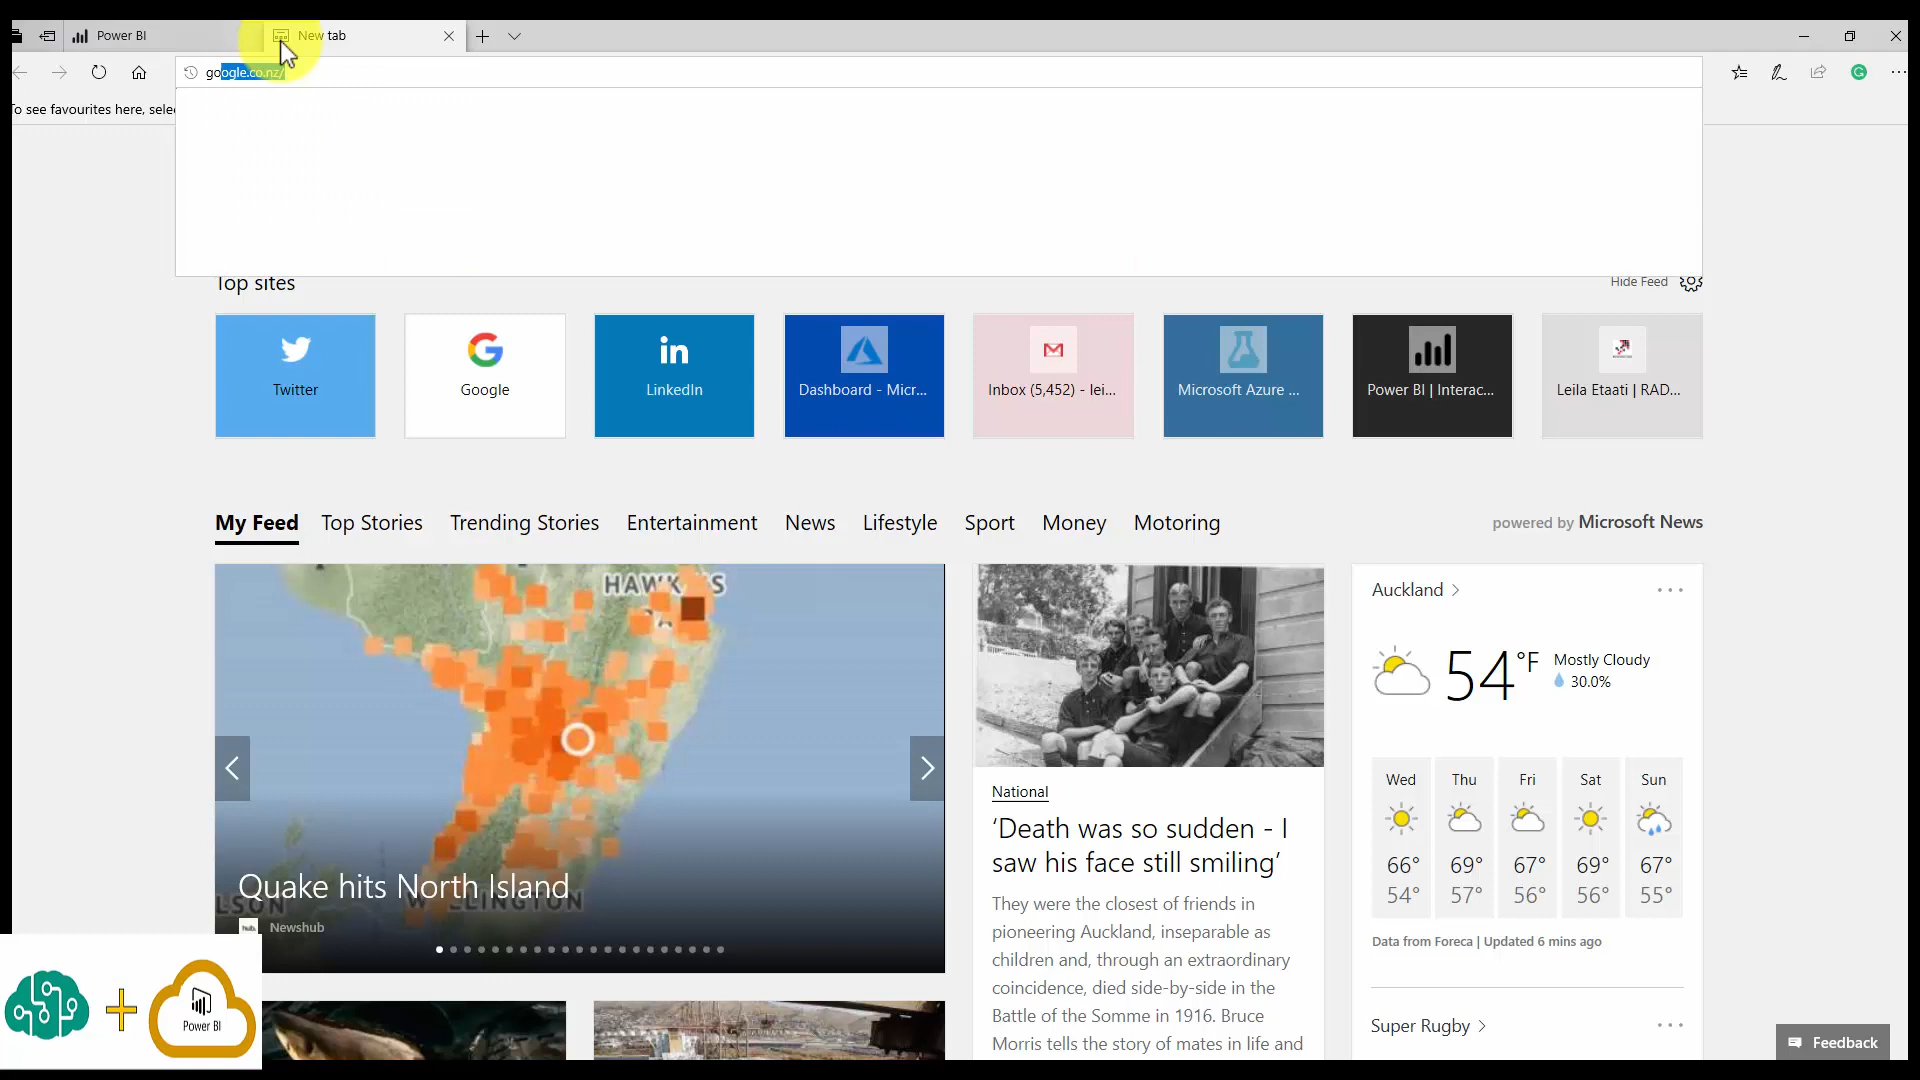 Power BI
New tab
google.co.nz/
To see favourites here, sele
Top sites
Hide Feed
Twitter
Google
LinkedIn
Dashboard - Micr...
Inbox (5,452) - lei...
Microsoft Azure ...
Power BI | Interac...
Leila Etaati | RAD...
My Feed
Top Stories
Trending Stories
Entertainment
News
Lifestyle
Sport
Money
Motoring
powered by Microsoft News
Quake hits North Island
Newshub
National
‘Death was so sudden - I
saw his face still smiling’
They were the closest of friends in
pioneering Auckland, inseparable as
children and, through an extraordinary
coincidence, died side-by-side in the
Battle of the Somme in 1916. Bruce
Morris tells the story of mates in life and
Auckland
54 °F
Mostly Cloudy
30.0%
Wed Thu Fri Sat Sun
66° 69° 67° 69° 67°
54° 57° 56° 56° 55°
Data from Foreca | Updated 6 mins ago
Super Rugby
Power BI
Feedback